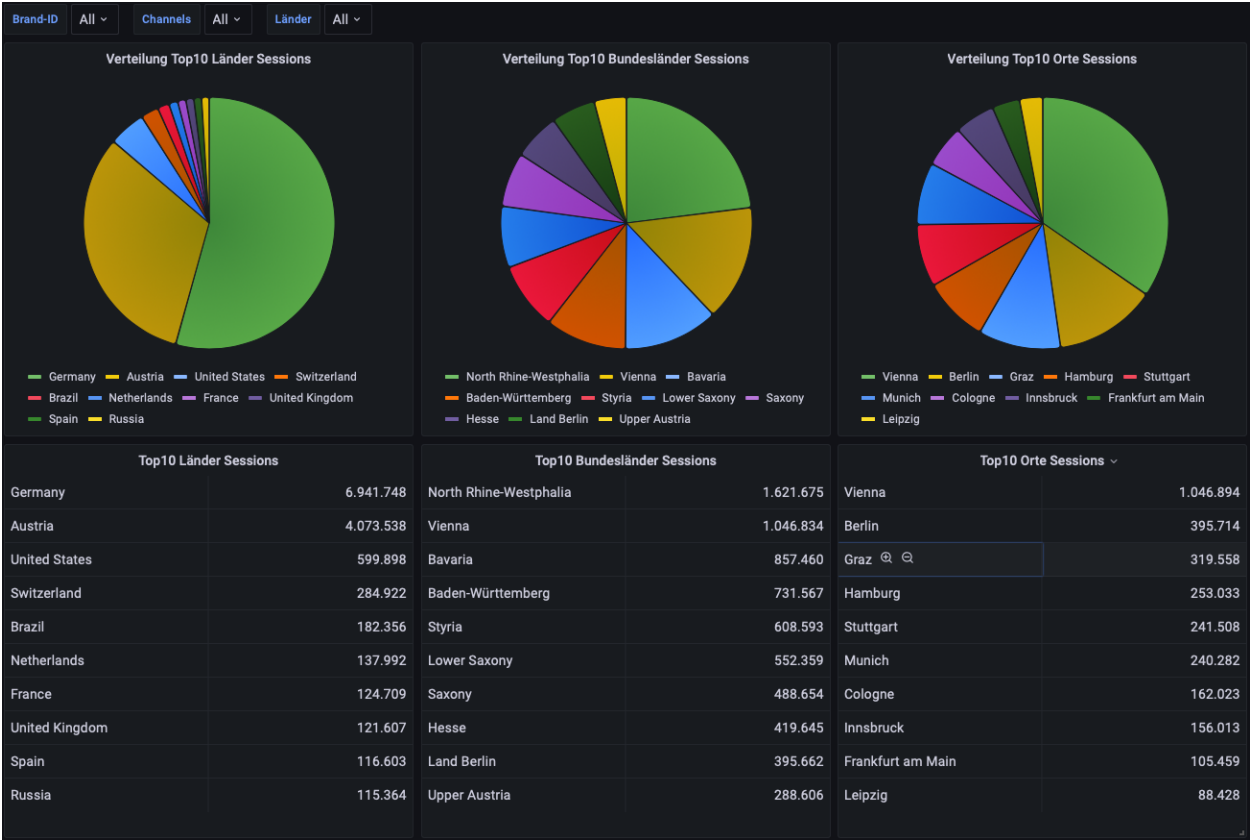 Brand-ID All Channels All Länder All
Verteilung Top10 Länder Sessions
Germany Austria United States Switzerland
Brazil Netherlands France United Kingdom
Spain Russia
Verteilung Top10 Bundesländer Sessions
North Rhine-Westphalia Vienna Bavaria
Baden-Württemberg Styria Lower Saxony Saxony
Hesse Land Berlin Upper Austria
Verteilung Top10 Orte Sessions
Vienna Berlin Graz Hamburg Stuttgart
Munich Cologne Innsbruck Frankfurt am Main
Leipzig
Top10 Länder Sessions
Germany 6.941.748
Austria 4.073.538
United States 599.898
Switzerland 284.922
Brazil 182.356
Netherlands 137.992
France 124.709
United Kingdom 121.607
Spain 116.603
Russia 115.364
Top10 Bundesländer Sessions
North Rhine-Westphalia 1.621.675
Vienna 1.046.834
Bavaria 857.460
Baden-Württemberg 731.567
Styria 608.593
Lower Saxony 552.359
Saxony 488.654
Hesse 419.645
Land Berlin 395.662
Upper Austria 288.606
Top10 Orte Sessions
Vienna 1.046.894
Berlin 395.714
Graz 319.558
Hamburg 253.033
Stuttgart 241.508
Munich 240.282
Cologne 162.023
Innsbruck 156.013
Frankfurt am Main 105.459
Leipzig 88.428